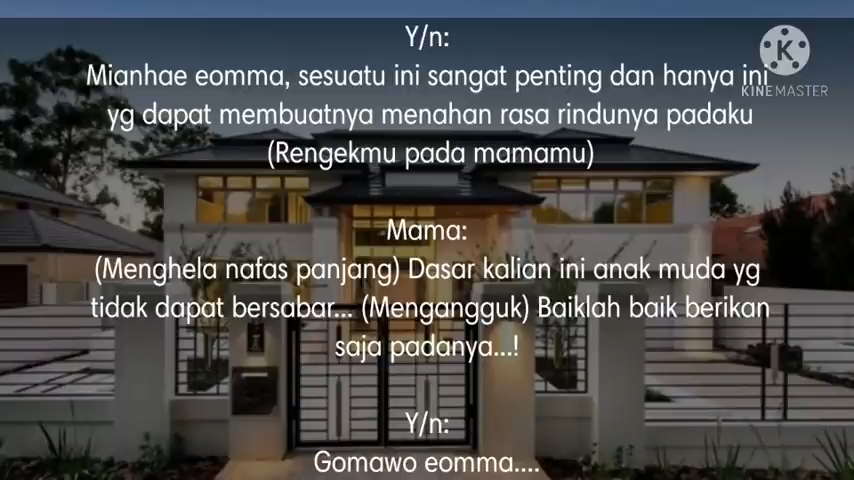 Y/n:
Mianhae eomma, sesuatu ini sangat penting dan hanya ini
yg dapat membuatnya menahan rasa rindunya padaku
(Rengekmu pada mamamu)
Mama:
(Menghela nafas panjang) Dasar kalian ini anak muda yg
tidak dapat bersabar... (Mengangguk) Baiklah baik berikan
saja padanya...!
Y/n:
Gomawo eomma....
K
KINEMASTER